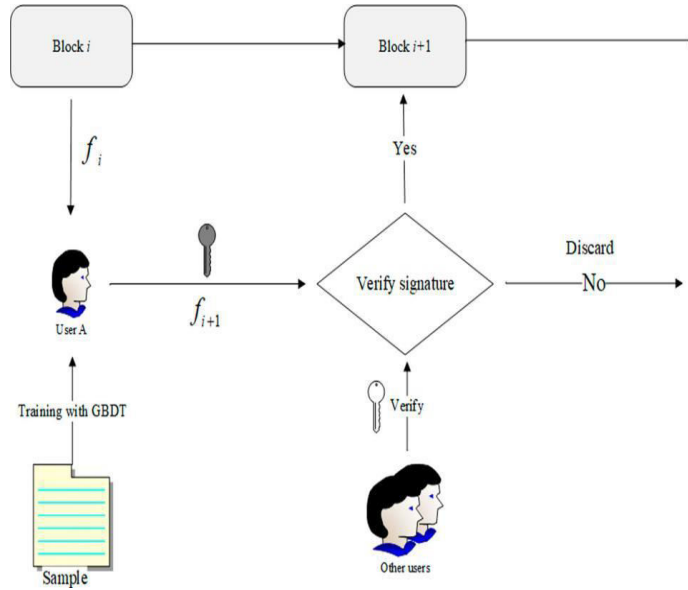 Block i
Block i+1
f_i
Yes
User A
f_{i+1}
Verify signature
Discard
No
Training with GBDT
Verify
Sample
Other users